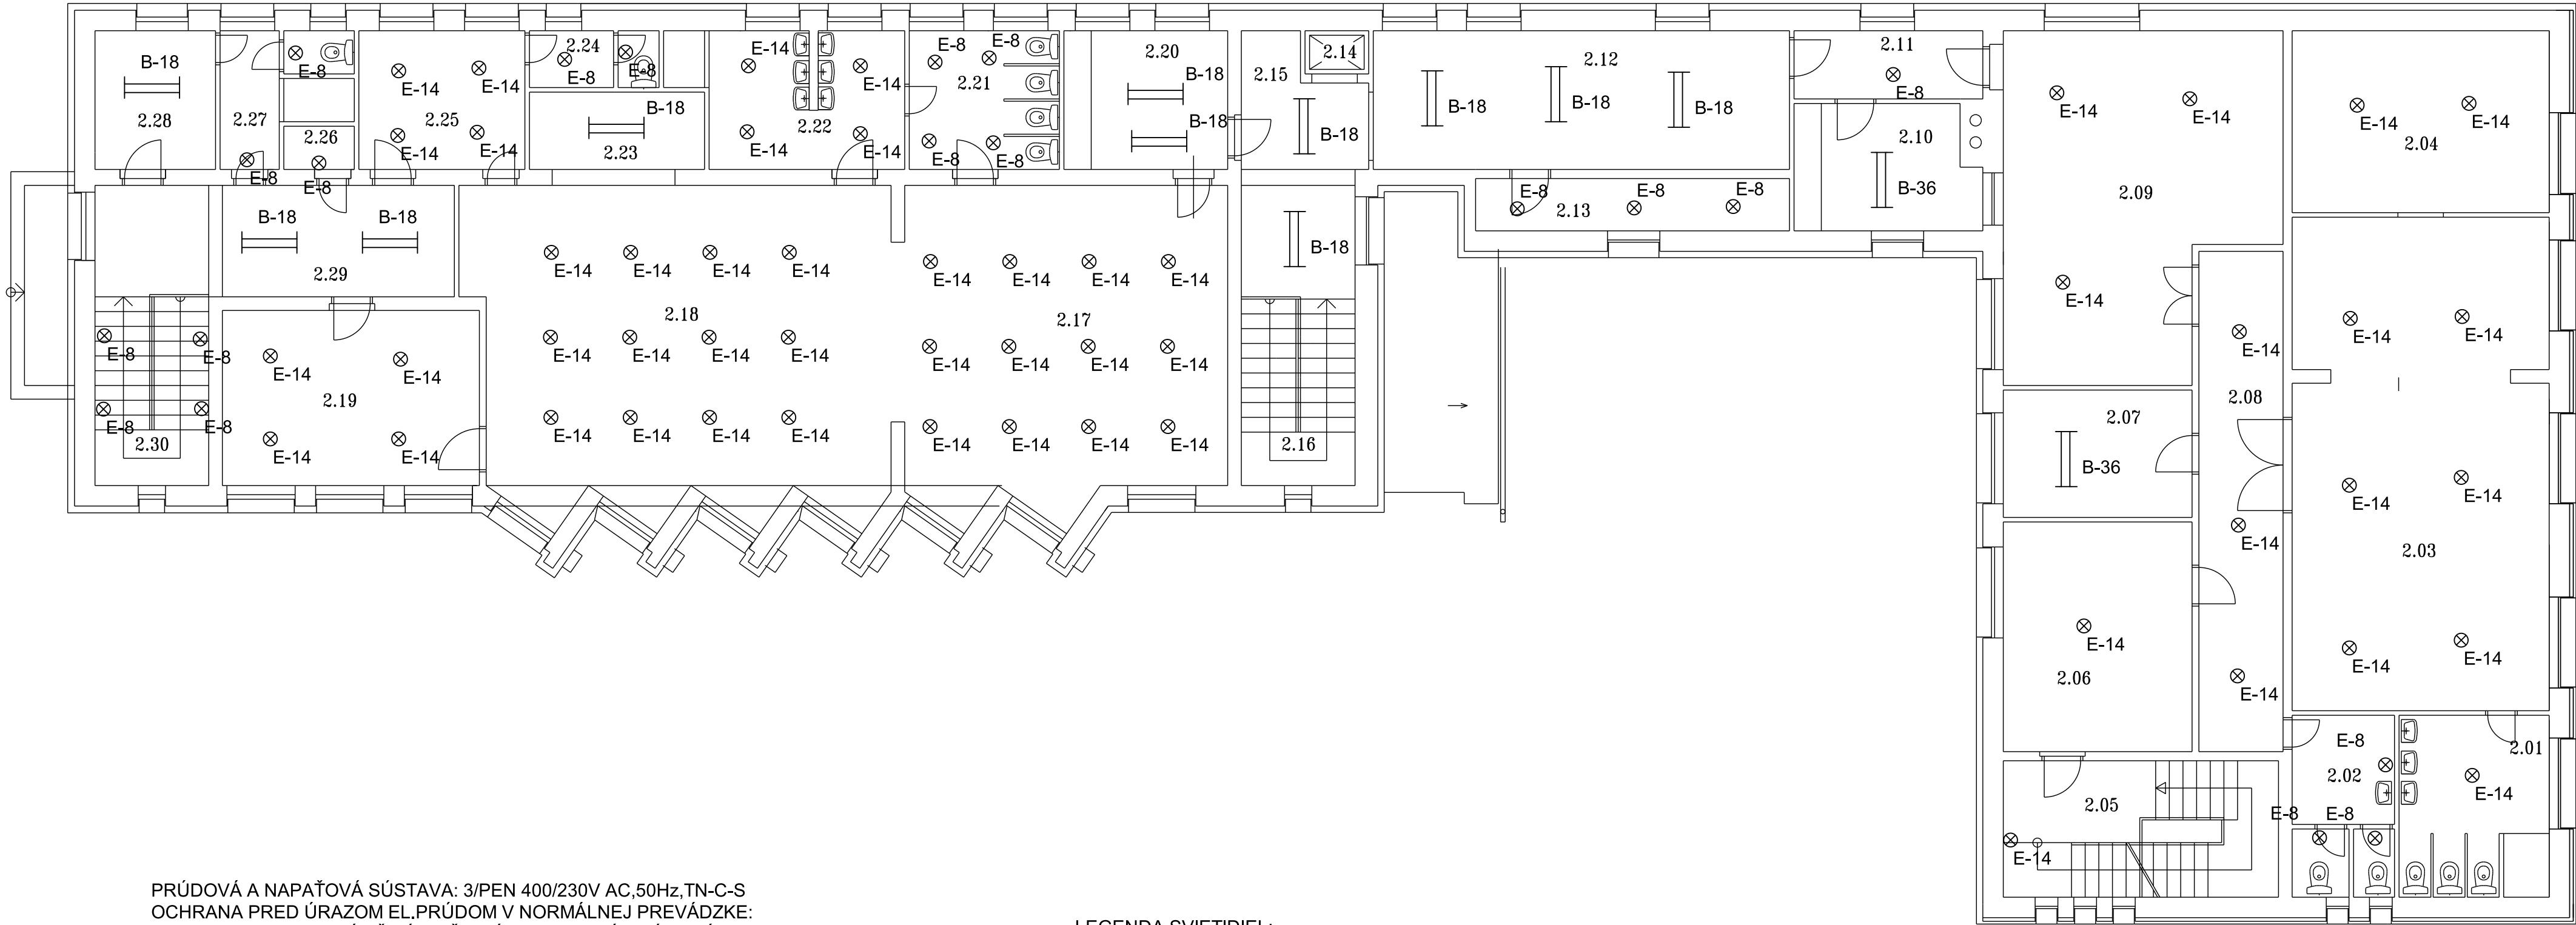 B-18
2.28
2.27
E-8
2.26
E-8
E-8
E-14
E-14
2.25
E-14
E-14
2.24
E-8
E-8
B-18
2.23
E-14
E-14
2.22
E-14
E-14
E-8
E-8
2.21
E-8
E-8
2.20
B-18
B-18
2.15
2.14
B-18
2.12
B-18
B-18
B-18
2.11
E-8
2.10
B-36
E-8
2.13
E-8
E-8
E-14
E-14
2.09
E-14
E-14
E-14
2.04
B-18
B-18
2.29
B-18
E-14
E-14
E-14
E-14
2.18
E-14
E-14
E-14
E-14
E-14
E-14
E-14
E-14
E-14
E-14
E-14
E-14
2.17
E-14
E-14
E-14
E-14
E-14
E-14
E-14
E-14
E-8
E-8
E-8
E-8
2.30
E-14
E-14
2.19
E-14
E-14
2.16
E-14
2.08
E-14
E-14
2.07
B-36
E-14
E-14
E-14
E-14
2.03
E-14
E-14
E-14
2.06
2.05
E-14
E-8
2.02
E-8
E-8
2.01
E-14
PRÚDOVÁ A NAPAŤOVÁ SÚSTAVA: 3/PEN 400/230V AC,50Hz,TN-C-S
OCHRANA PRED ÚRAZOM EL.PRÚDOM V NORMÁLNEJ PREVÁDZKE:
LEGENDA SVIETIDIEL: